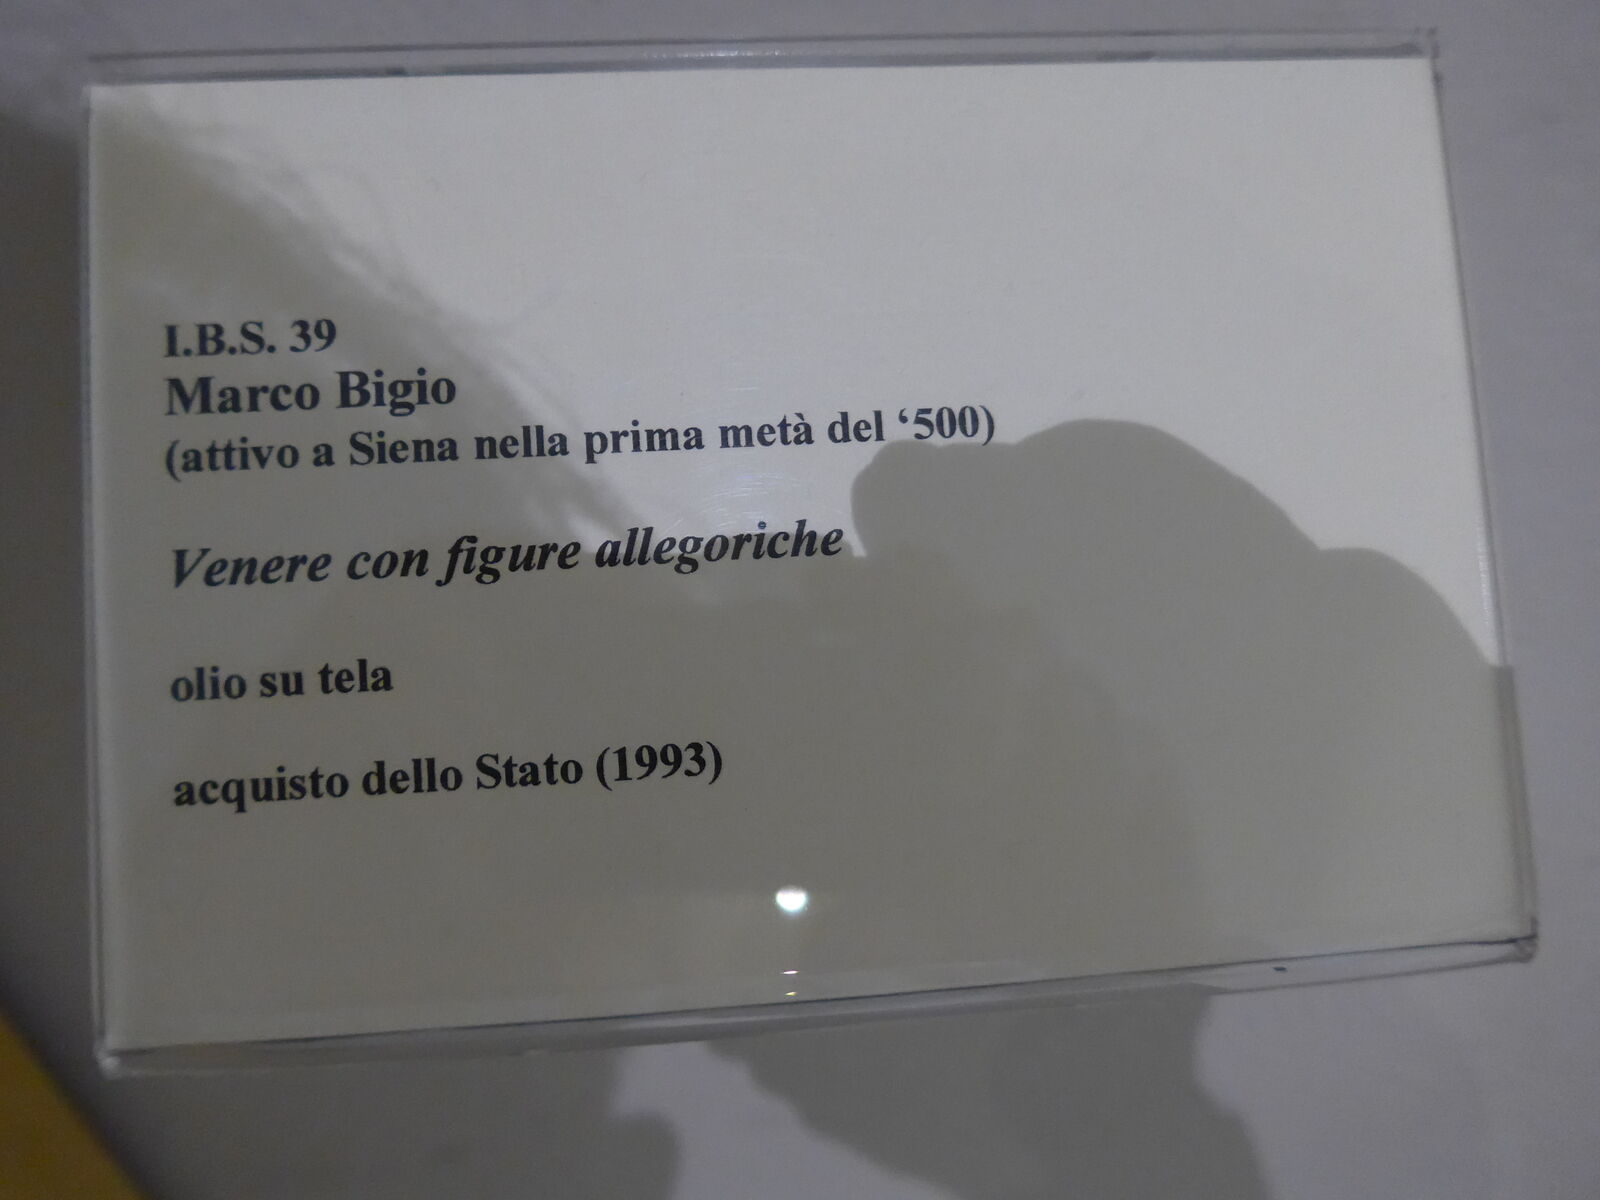 I.B.S. 39
Marco Bigio
(attivo a Siena nella prima metà del ‘500)
Venere con figure allegoriche
olio su tela
acquisto dello Stato (1993)